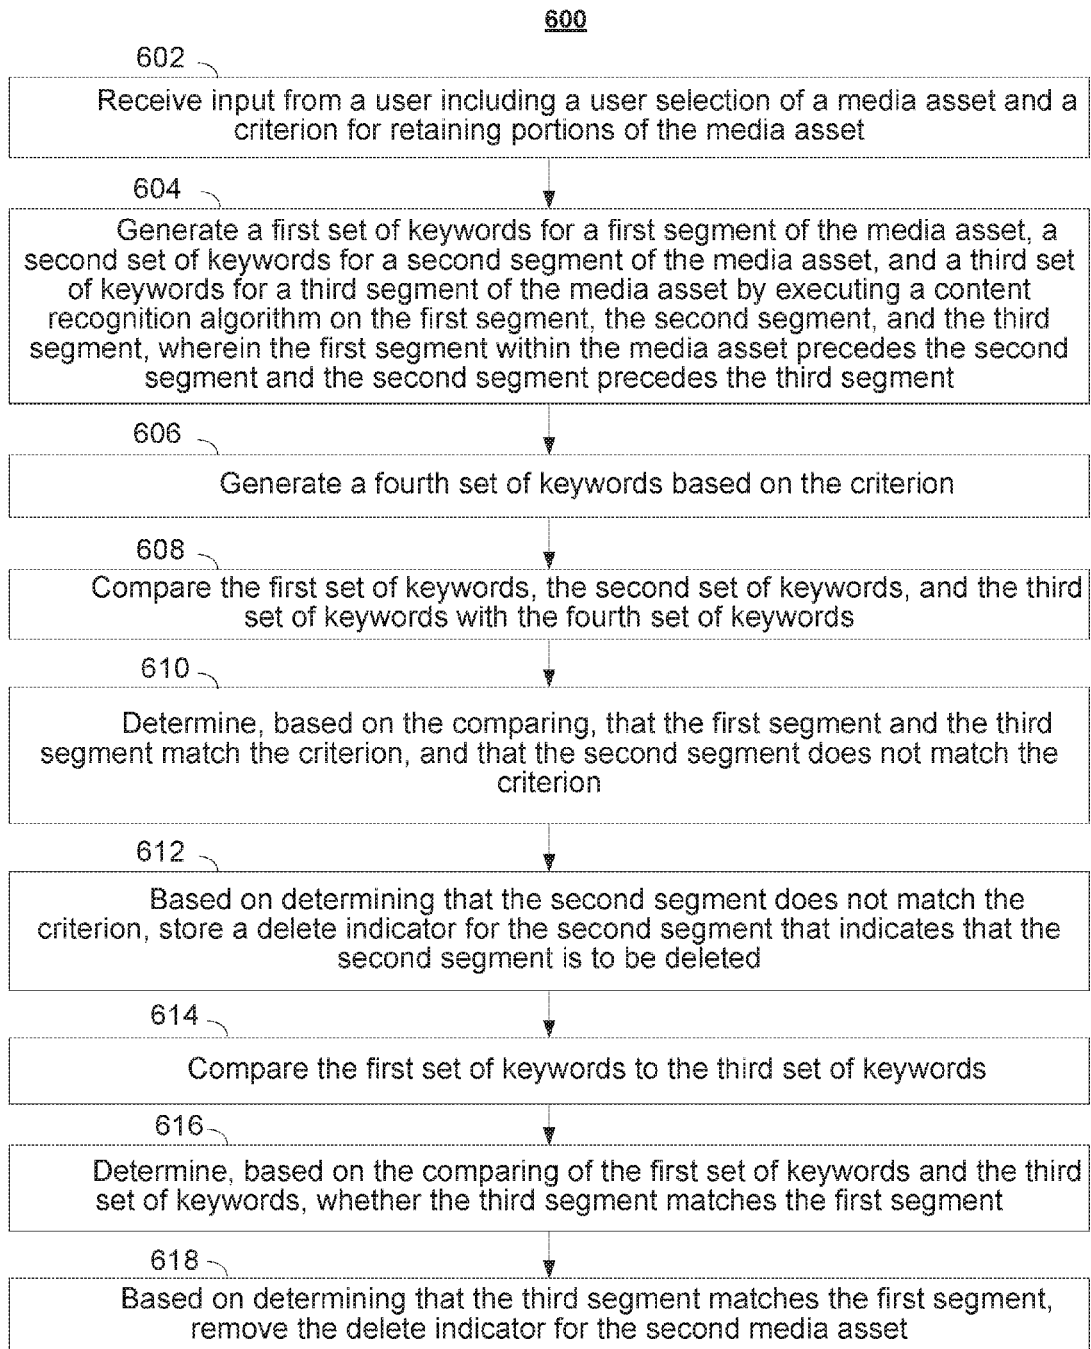 600
602
Receive input from a user including a user selection of a media asset and a
criterion for retaining portions of the media asset
604
Generate a first set of keywords for a first segment of the media asset, a
second set of keywords for a second segment of the media asset, and a third set
of keywords for a third segment of the media asset by executing a content
recognition algorithm on the first segment, the second segment, and the third
segment, wherein the first segment within the media asset precedes the second
segment and the second segment precedes the third segment
606
Generate a fourth set of keywords based on the criterion
608
Compare the first set of keywords, the second set of keywords, and the third
set of keywords with the fourth set of keywords
610
Determine, based on the comparing, that the first segment and the third
segment match the criterion, and that the second segment does not match the
criterion
612
Based on determining that the second segment does not match the
criterion, store a delete indicator for the second segment that indicates that the
second segment is to be deleted
614
Compare the first set of keywords to the third set of keywords
616
Determine, based on the comparing of the first set of keywords and the third
set of keywords, whether the third segment matches the first segment
618
Based on determining that the third segment matches the first segment,
remove the delete indicator for the second media asset